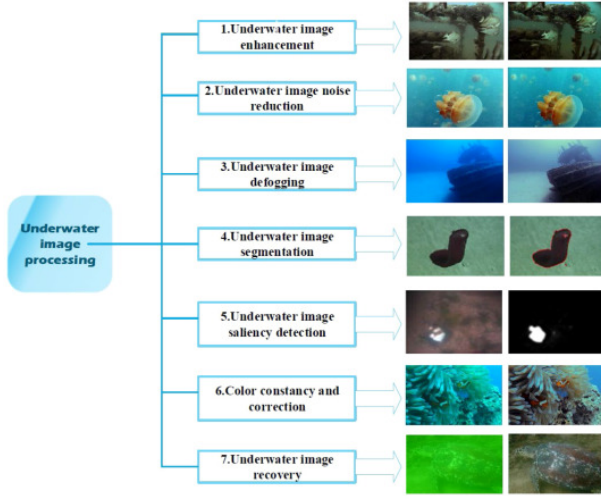 Underwater
image
processing
1.Underwater image
enhancement
2.Underwater image noise
reduction
3.Underwater image
defogging
4.Underwater image
segmentation
5.Underwater image
saliency detection
6.Color constancy and
correction
7.Underwater image
recovery